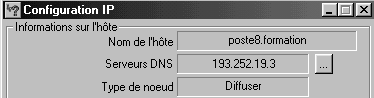 Configuration IP
Informations sur l'hôte
Nom de l'hôte poste8.formation
Serveurs DNS 193.252.19.3 ...
Type de noeud Diffuser